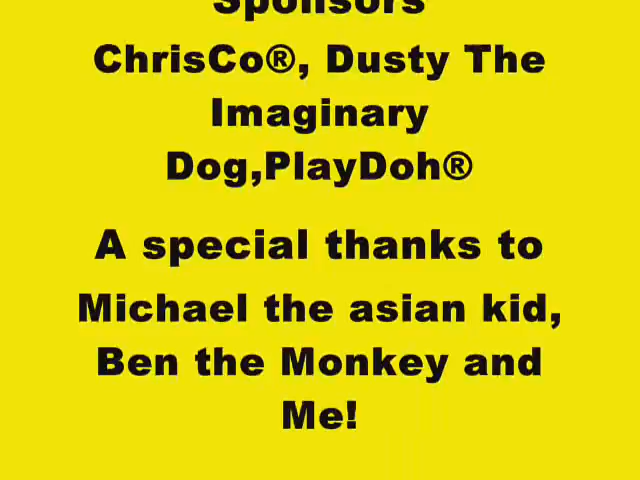 Sponsors
ChrisCo®, Dusty The
Imaginary
Dog,PlayDoh®
A special thanks to
Michael the asian kid,
Ben the Monkey and
Me!